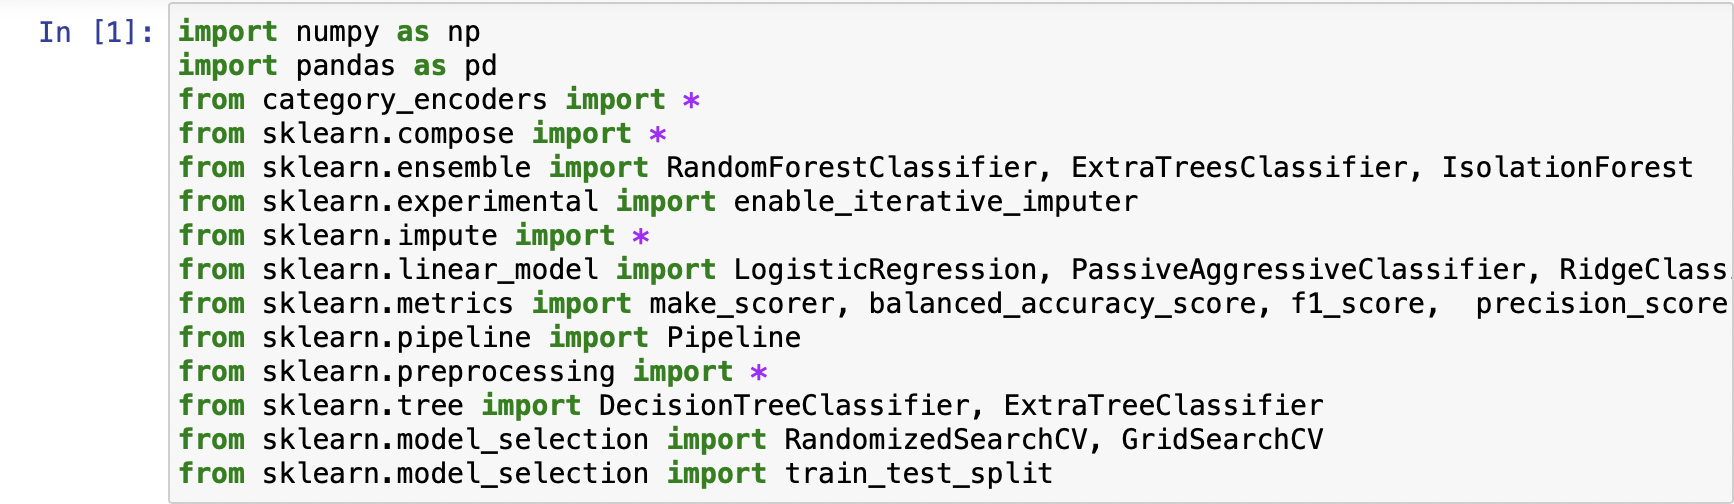 In [1]: import numpy as np
import pandas as pd
from category_encoders import *
from sklearn.compose import *
from sklearn.ensemble import RandomForestClassifier, ExtraTreesClassifier, IsolationForest
from sklearn.experimental import enable_iterative_imputer
from sklearn.impute import *
from sklearn.linear_model import LogisticRegression, PassiveAggressiveClassifier, RidgeClass
from sklearn.metrics import make_scorer, balanced_accuracy_score, f1_score,  precision_score
from sklearn.pipeline import Pipeline
from sklearn.preprocessing import *
from sklearn.tree import DecisionTreeClassifier, ExtraTreeClassifier
from sklearn.model_selection import RandomizedSearchCV, GridSearchCV
from sklearn.model_selection import train_test_split